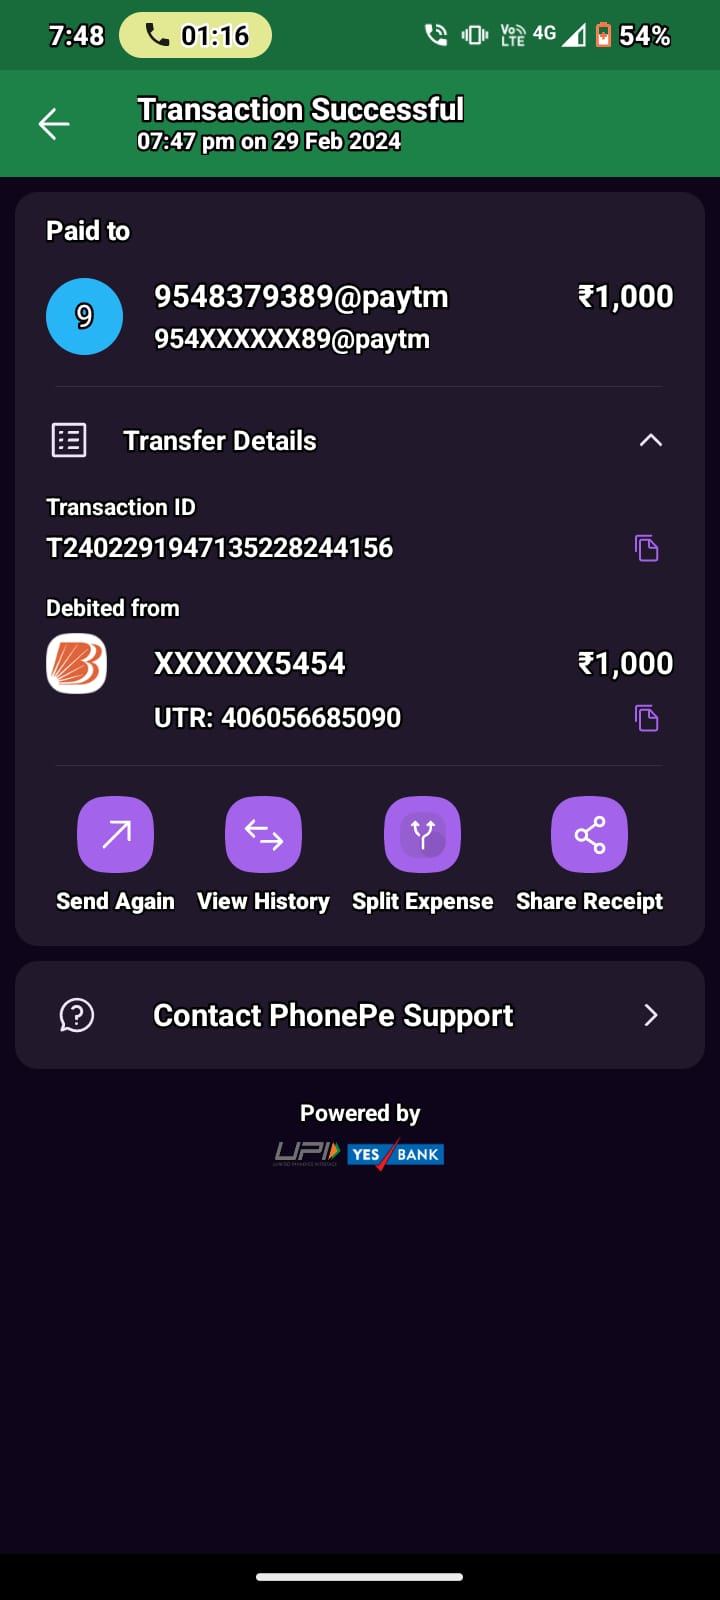 7:48 01:16 Vo LTE 4G 54%
Transaction Successful
07:47 pm on 29 Feb 2024
Paid to
9 9548379389@paytm ₹1,000
954XXXXXX89@paytm
Transfer Details
Transaction ID
T2402291947135228244156
Debited from
XXXXXX5454 ₹1,000
UTR: 406056685090
Send Again View History Split Expense Share Receipt
Contact PhonePe Support
Powered by
UPI YES BANK